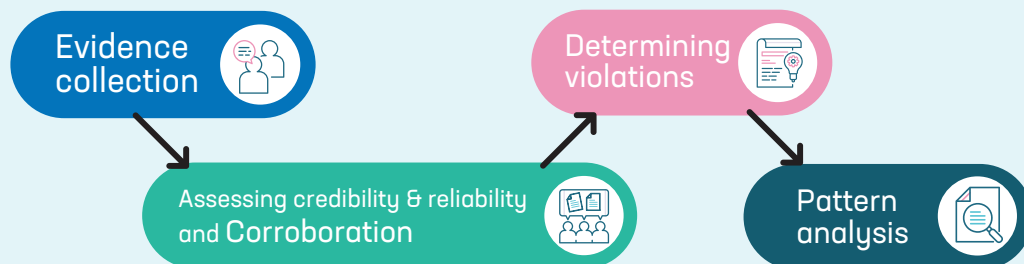 Evidence
collection
Assessing credibility & reliability
and Corroboration
Determining
violations
Pattern
analysis